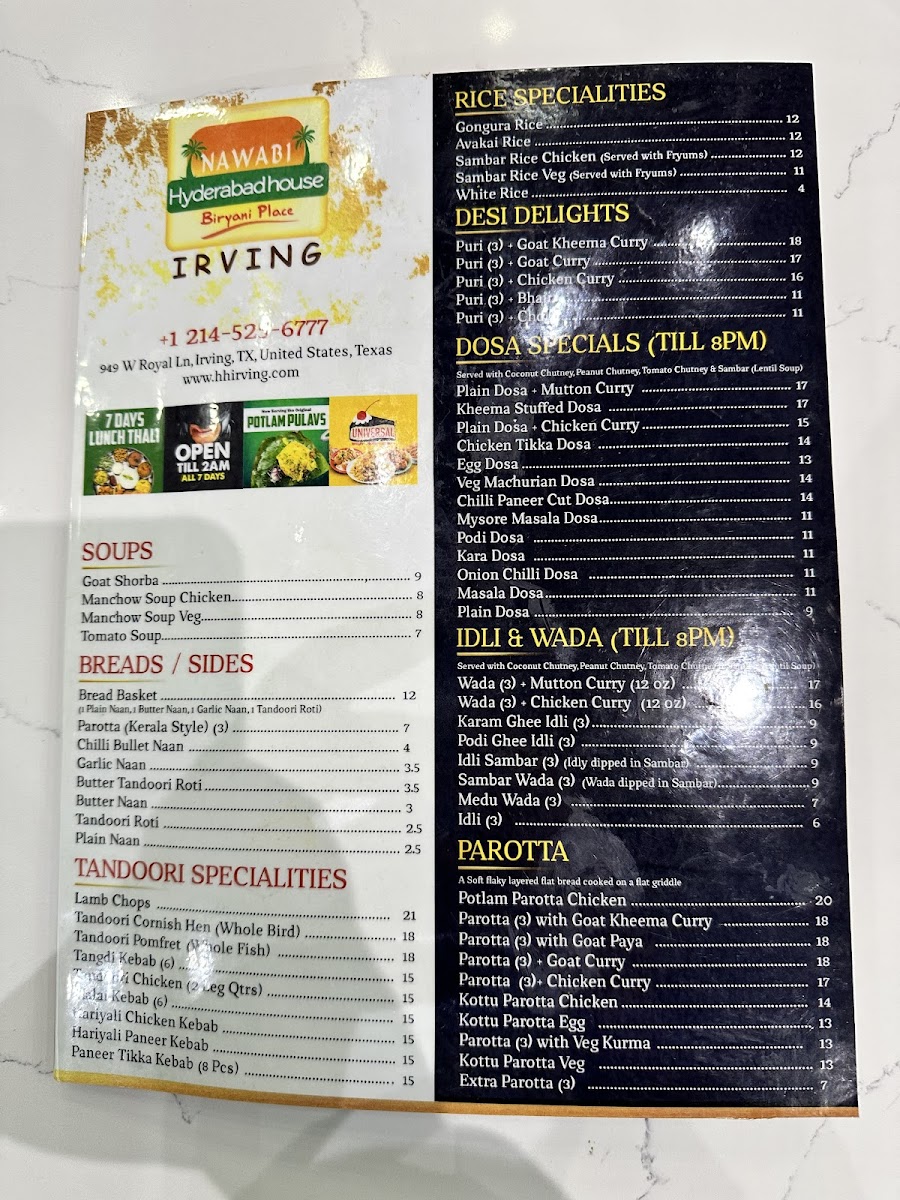 NAWABI
Hyderabad house
Biryani Place
IRVING
+1 214-529-6777
949 W Royal Ln, Irving, TX, United States, Texas
www.hhirving.com
7 DAYS
LUNCH THALI
OPEN
TILL 2AM
ALL 7 DAYS
Now Serving the Original
POTLAM PULAVS
UNIVERSAL
SOUPS
Goat Shorba 9
Manchow Soup Chicken 8
Manchow Soup Veg 8
Tomato Soup 7
BREADS / SIDES
Bread Basket 12
(1 Plain Naan, 1 Butter Naan, 1 Garlic Naan, 1 Tandoori Roti)
Parotta (Kerala Style) (3) 7
Chilli Bullet Naan 4
Garlic Naan 3.5
Butter Tandoori Roti 3.5
Butter Naan 3
Tandoori Roti 2.5
Plain Naan 2.5
TANDOORI SPECIALITIES
Lamb Chops 21
Tandoori Cornish Hen (Whole Bird) 18
Tandoori Pomfret (Whole Fish) 18
Tangdi Kebab (6) 15
Tandoori Chicken (2 Leg Qtrs) 15
Kebab (6) 15
Hariyali Chicken Kebab 15
Hariyali Paneer Kebab 15
Paneer Tikka Kebab (8 Pcs) 15
RICE SPECIALITIES
Gongura Rice 12
Avakai Rice 12
Sambar Rice Chicken (Served with Fryums) 12
Sambar Rice Veg (Served with Fryums) 11
White Rice 4
DESI DELIGHTS
Puri (3) + Goat Kheema Curry 18
Puri (3) + Goat Curry 17
Puri (3) + Chicken Curry 16
Puri (3) + 11
Puri (3) + 11
DOSA SPECIALS (TILL 8PM)
Served with Coconut Chutney, Peanut Chutney, Tomato Chutney & Sambar (Lentil Soup)
Plain Dosa + Mutton Curry 17
Kheema Stuffed Dosa 17
Plain Dosa + Chicken Curry 15
Chicken Tikka Dosa 14
Egg Dosa 13
Veg Machurian Dosa 14
Chilli Paneer Cut Dosa 14
Mysore Masala Dosa 11
Podi Dosa 11
Kara Dosa 11
Onion Chilli Dosa 11
Masala Dosa 11
Plain Dosa 9
IDLI & WADA (TILL 8PM)
Served with Coconut Chutney, Peanut Chutney, Tomato Soup)
Wada (3) + Mutton Curry (12 oz) 17
Wada (3) + Chicken Curry (12 oz) 16
Karam Ghee Idli (3) 9
Podi Ghee Idli (3) 9
Idli Sambar (3) (Idly dipped in Sambar) 9
Sambar Wada (3) (Wada dipped in Sambar) 9
Medu Wada (3) 7
Idli (3) 6
PAROTTA
A Soft flaky layered flat bread cooked on a flat griddle
Potlam Parotta Chicken 20
Parotta (3) with Goat Kheema Curry 18
Parotta (3) with Goat Paya 18
Parotta (3) + Goat Curry 18
Parotta (3)+ Chicken Curry 17
Kottu Parotta Chicken 14
Kottu Parotta Egg 13
Parotta (3) with Veg Kurma 13
Kottu Parotta Veg 13
Extra Parotta (3) 7